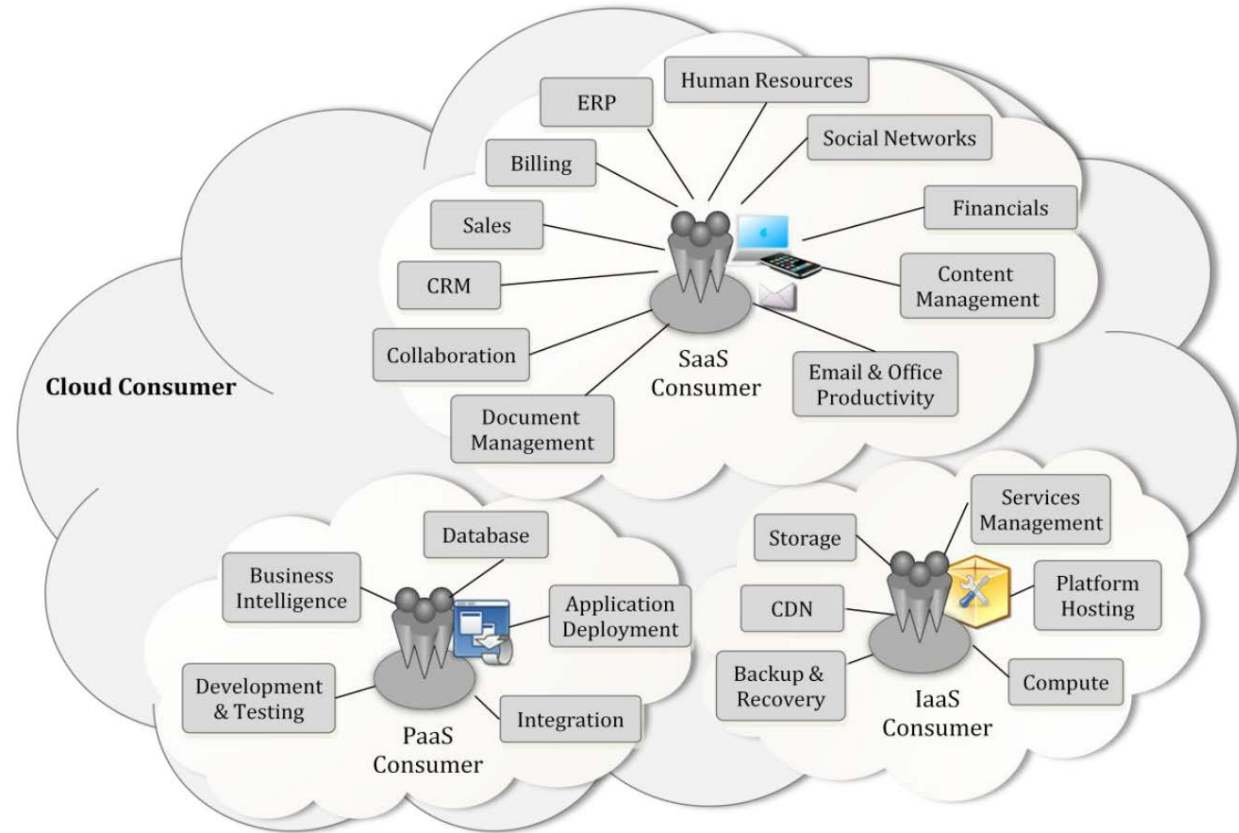 Human Resources
ERP
Social Networks
Billing
Financials
Sales
CRM
Content
Management
Collaboration
SaaS
Consumer
Email & Office
Productivity
Document
Management
Cloud Consumer
Database
Business
Intelligence
Application
Deployment
Development
& Testing
Integration
PaaS
Consumer
Services
Management
Storage
Platform
Hosting
CDN
Backup &
Recovery
Compute
IaaS
Consumer